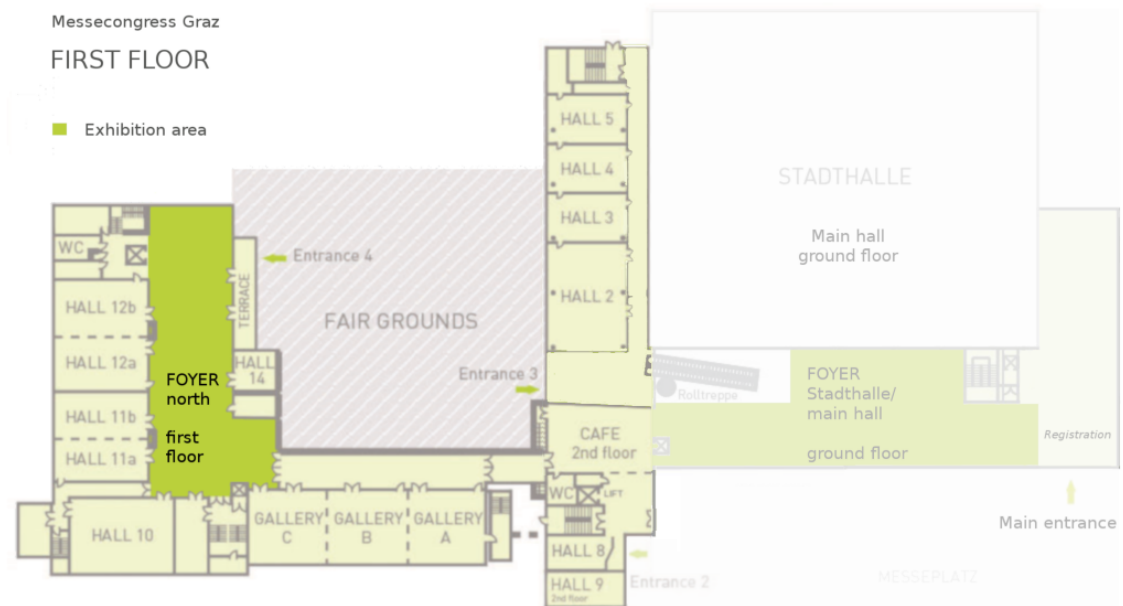 Messecongress Graz
FIRST FLOOR
Exhibition area
HALL 5
HALL 4
HALL 3
HALL 2
STADTHALLE
Main hall
ground floor
WC
Entrance 4
TERRACE
HALL 12b
HALL 12a
FAIR GROUNDS
HALL
14
Entrance 3
Rolltreppe
FOYER
north
first
floor
HALL 11b
HALL 11a
FOYER
Stadthalle/
main hall
ground floor
Registration
CAFE
2nd floor
WC
LIFT
HALL 10
GALLERY
C
GALLERY
B
GALLERY
A
Main entrance
HALL 8
HALL 9
2nd floor
Entrance 2
MESSEPLATZ